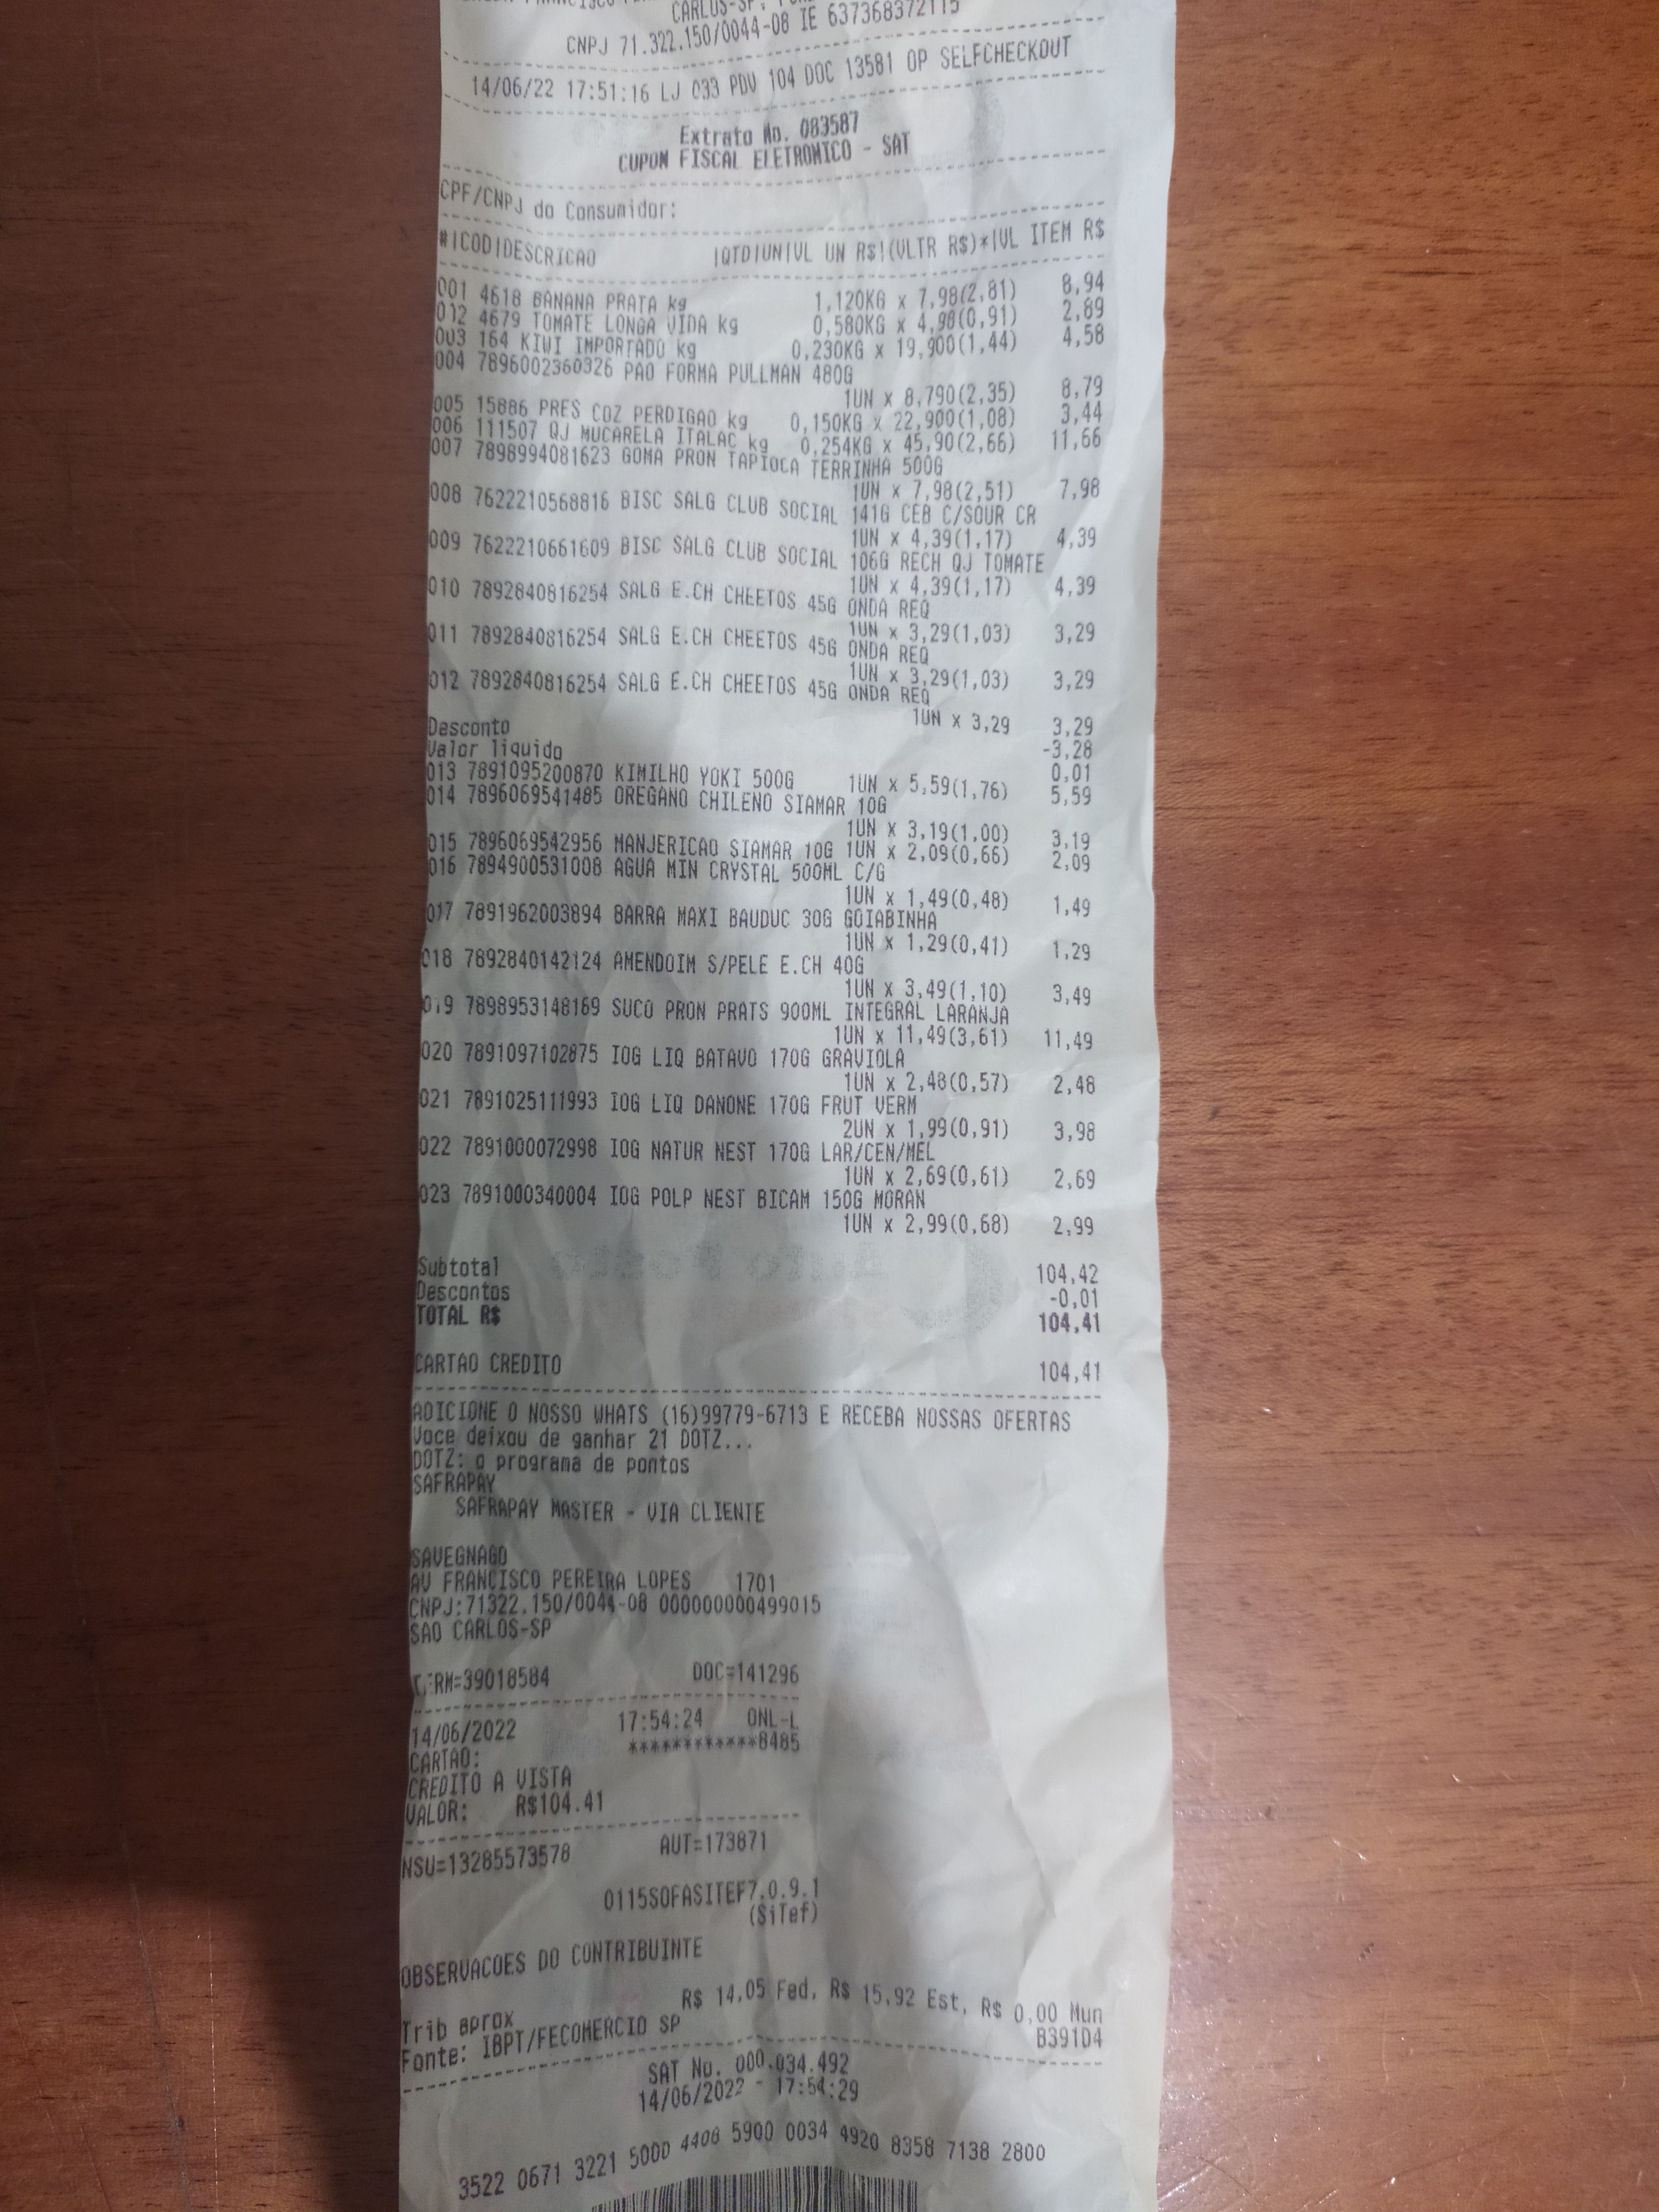 CARLOS-SP,
CNPJ 71.322.150/0044-08 IE 637368372115
14/06/22 17:51:16 LJ 033 PDV 104 DOC 13581 OP SELFCHECKOUT
Extrato No. 083587
CUPOM FISCAL ELETRONICO - SAT
CPF/CNPJ do Consumidor:
#|COD|DESCRICAO |QTD|UN|VL UN R$|(VLTR R$)*|VL ITEM R$
001 4618 BANANA PRATA kg 1,120KG x 7,98(2,81) 8,94
002 4679 TOMATE LONGA VIDA kg 0,580KG x 4,98(0,91) 2,89
003 164 KIWI IMPORTADO kg 0,230KG x 19,900(1,44) 4,58
004 7896002360326 PAO FORMA PULLMAN 480G
1UN x 8,790(2,35) 8,79
005 15886 PRES COZ PERDIGAO kg 0,150KG x 22,900(1,08) 3,44
006 111507 QJ MUCARELA ITALAC kg 0,254KG x 45,90(2,66) 11,66
007 7898994081623 GOMA PRON TAPIOCA TERRINHA 500G
1UN x 7,98(2,51) 7,98
008 7622210568816 BISC SALG CLUB SOCIAL 141G CEB C/SOUR CR
1UN x 4,39(1,17) 4,39
009 7622210661609 BISC SALG CLUB SOCIAL 106G RECH QJ TOMATE
1UN x 4,39(1,17) 4,39
010 7892840816254 SALG E.CH CHEETOS 45G ONDA REQ
1UN x 3,29(1,03) 3,29
011 7892840816254 SALG E.CH CHEETOS 45G ONDA REQ
1UN x 3,29(1,03) 3,29
012 7892840816254 SALG E.CH CHEETOS 45G ONDA REQ
1UN x 3,29 3,29
Desconto -3,28
Valor liquido 0,01
013 7891095200870 KIMILHO YOKI 500G 1UN x 5,59(1,76) 5,59
014 7896069541485 OREGANO CHILENO SIAMAR 10G
1UN x 3,19(1,00) 3,19
015 7896069542956 MANJERICAO SIAMAR 10G 1UN x 2,09(0,66) 2,09
016 7894900531008 AGUA MIN CRYSTAL 500ML C/G
1UN x 1,49(0,48) 1,49
017 7891962003894 BARRA MAXI BAUDUC 30G GOIABINHA
1UN x 1,29(0,41) 1,29
018 7892840142124 AMENDOIM S/PELE E.CH 40G
1UN x 3,49(1,10) 3,49
019 7898953148169 SUCO PRON PRATS 900ML INTEGRAL LARANJA
1UN x 11,49(3,61) 11,49
020 7891097102875 IOG LIQ BATAVO 170G GRAVIOLA
1UN x 2,48(0,57) 2,48
021 7891025111993 IOG LIQ DANONE 170G FRUT VERM
2UN x 1,99(0,91) 3,98
022 7891000072998 IOG NATUR NEST 170G LAR/CEN/MEL
1UN x 2,69(0,61) 2,69
023 7891000340004 IOG POLP NEST BICAM 150G MORAN
1UN x 2,99(0,68) 2,99
Subtotal 104,42
Descontos -0,01
TOTAL R$ 104,41
CARTAO CREDITO 104,41
ADICIONE O NOSSO WHATS (16)99779-6713 E RECEBA NOSSAS OFERTAS
Voce deixou de ganhar 21 DOTZ...
DOTZ: o programa de pontos
SAFRAPAY
SAFRAPAY MASTER - VIA CLIENTE
SAVEGNAGO
AV FRANCISCO PEREIRA LOPES 1701
CNPJ:71322.150/0044-08 000000000499015
SAO CARLOS-SP
TERM=39018584 DOC=141296
14/06/2022 17:54:24 ONL-L
CARTAO: ************8485
CREDITO A VISTA
VALOR: R$104.41
NSU=13285573578 AUT=173871
0115SOFASITEF7.0.9.1
(SiTef)
OBSERVACOES DO CONTRIBUINTE
Trib aprox R$ 14,05 Fed, R$ 15,92 Est, R$ 0,00 Mun
Fonte: IBPT/FECOMERCIO SP B391D4
SAT No. 000.034.492
14/06/2022 - 17:54:29
3522 0671 3221 5000 4408 5900 0034 4920 8358 7138 2800